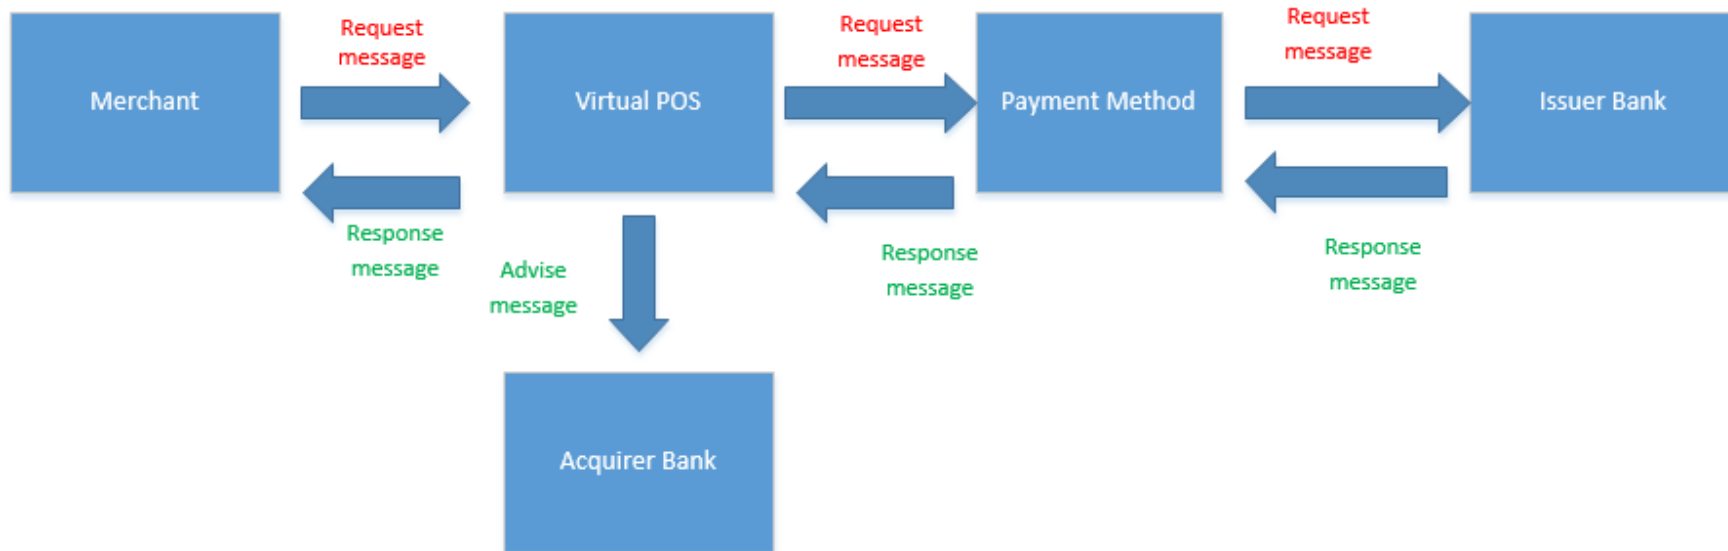 Request
message
Request
message
Request
message
Merchant
Virtual POS
Payment Method
Issuer Bank
Response
message
Advise
message
Response
message
Response
message
Acquirer Bank